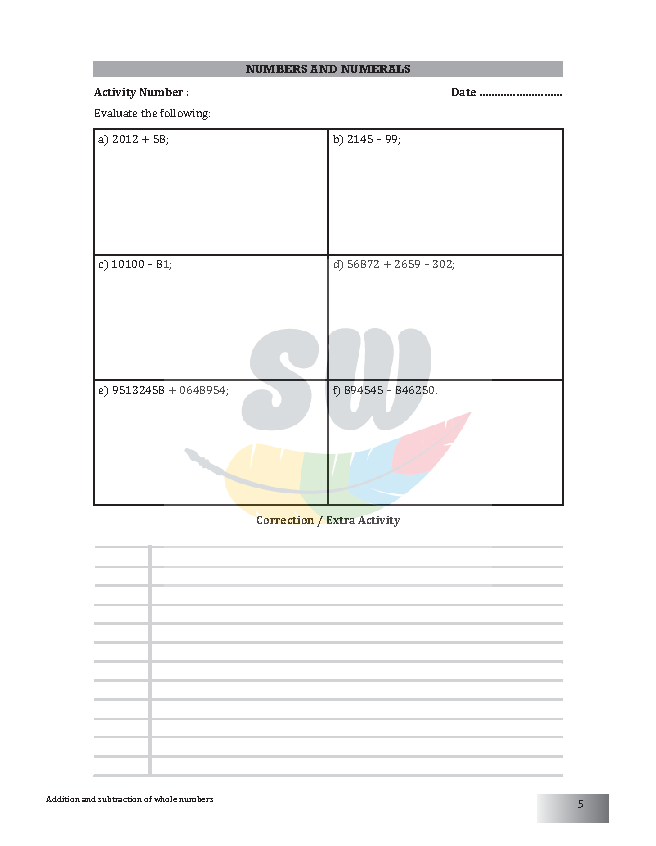 NUMBERS AND NUMERALS
Activity Number :
Date ...........................
Evaluate the following:
a) 2012 + 58;
b) 2145 – 99;
c) 10100 – 81;
d) 56872 + 2659 – 302;
e) 95132458 + 0648954;
f) 894545 – 846250.
SW
Correction / Extra Activity
Addition and subtraction of whole numbers
5